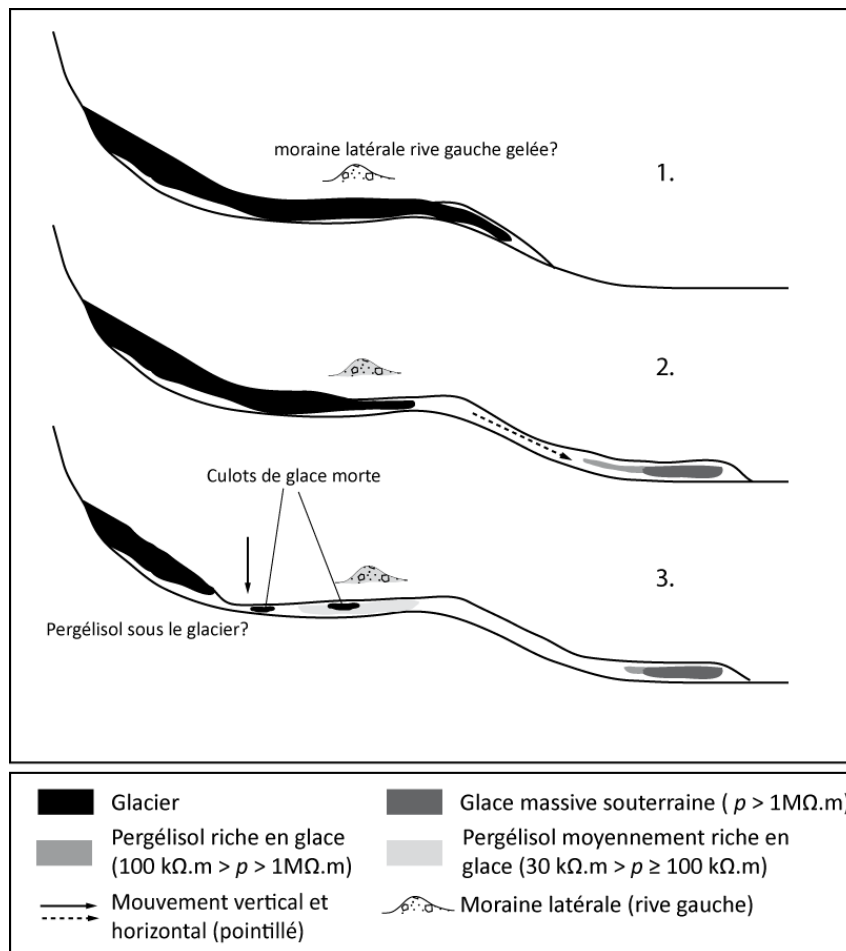 moraine latérale rive gauche gelée?
1.
2.
Culots de glace morte
3.
Pergélisol sous le glacier?
Glacier
Glace massive souterraine ( p > 1MΩ.m)
Pergélisol riche en glace
(100 kΩ.m > p > 1MΩ.m)
Pergélisol moyennement riche en
glace (30 kΩ.m > p ≥ 100 kΩ.m)
Mouvement vertical et
horizontal (pointillé)
Moraine latérale (rive gauche)